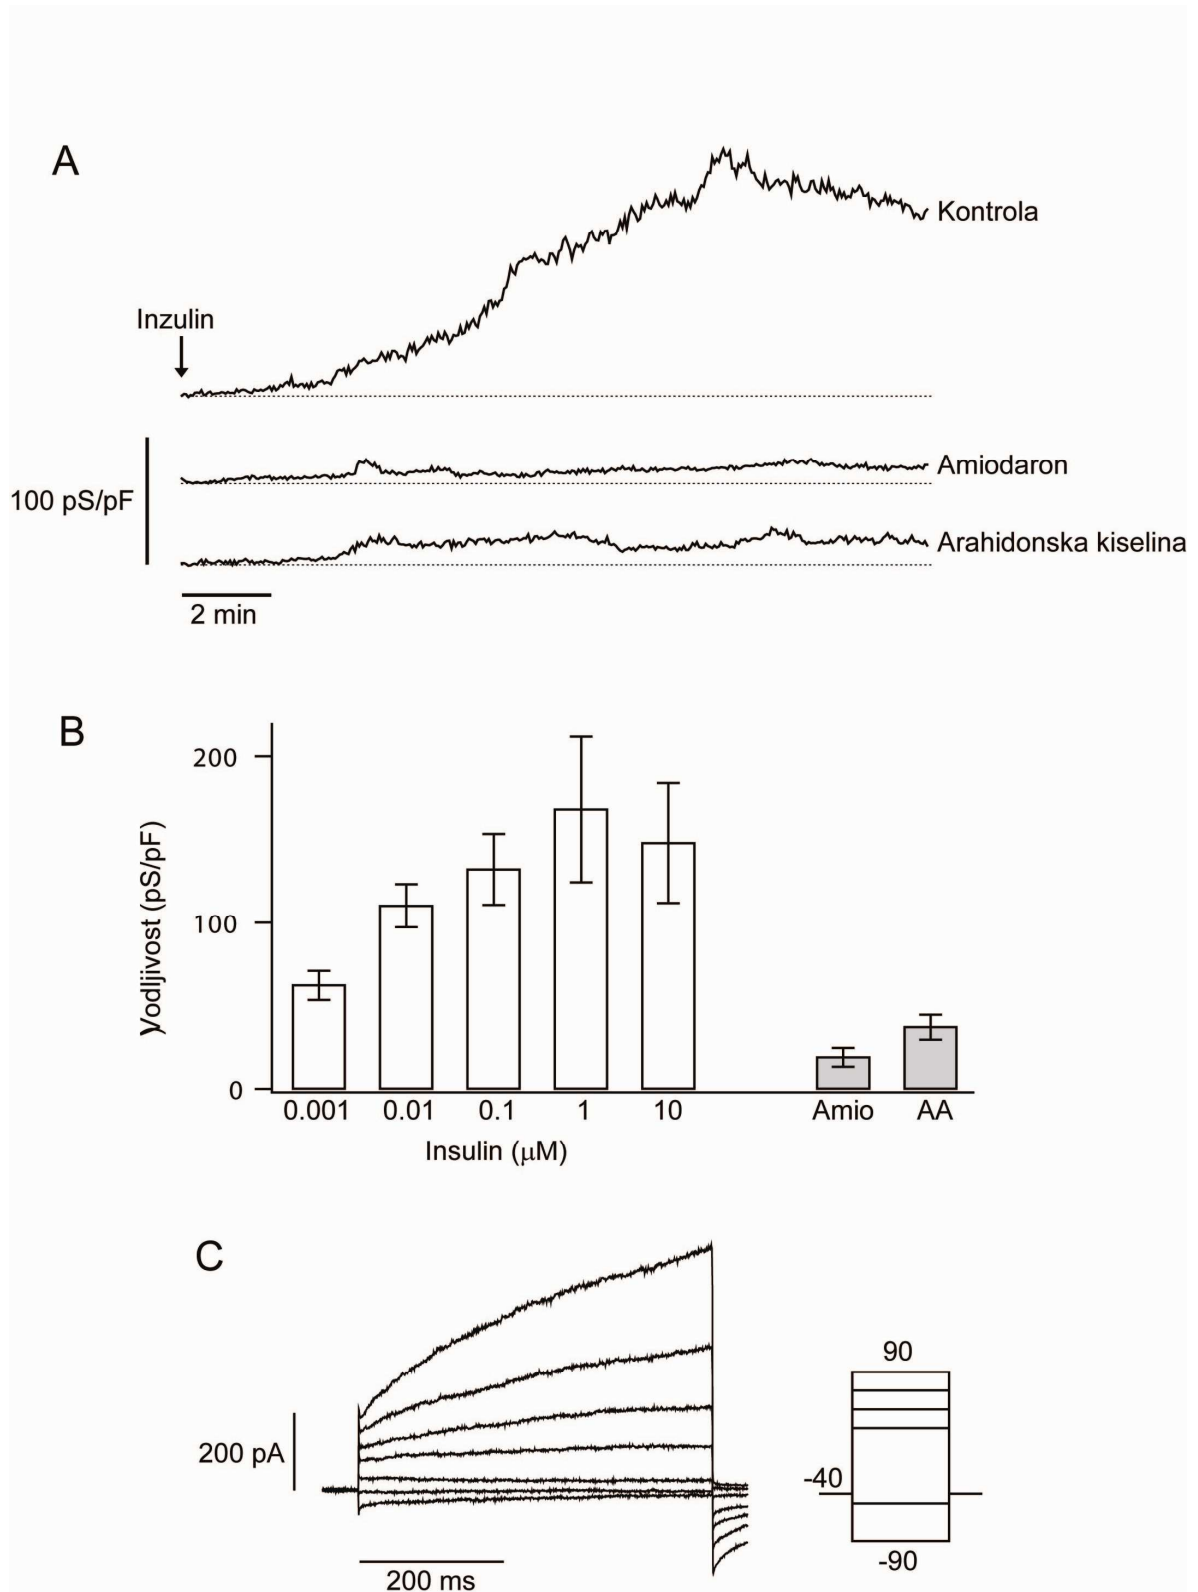 A
Kontrola
Inzulin
Amiodaron
100 pS/pF
Arahidonska kiselina
2 min
B
200
100
0
Vodljivost (pS/pF)
0.001 0.01 0.1 1 10 Amio AA
Insulin (μM)
C
90
200 pA
-40
-90
200 ms